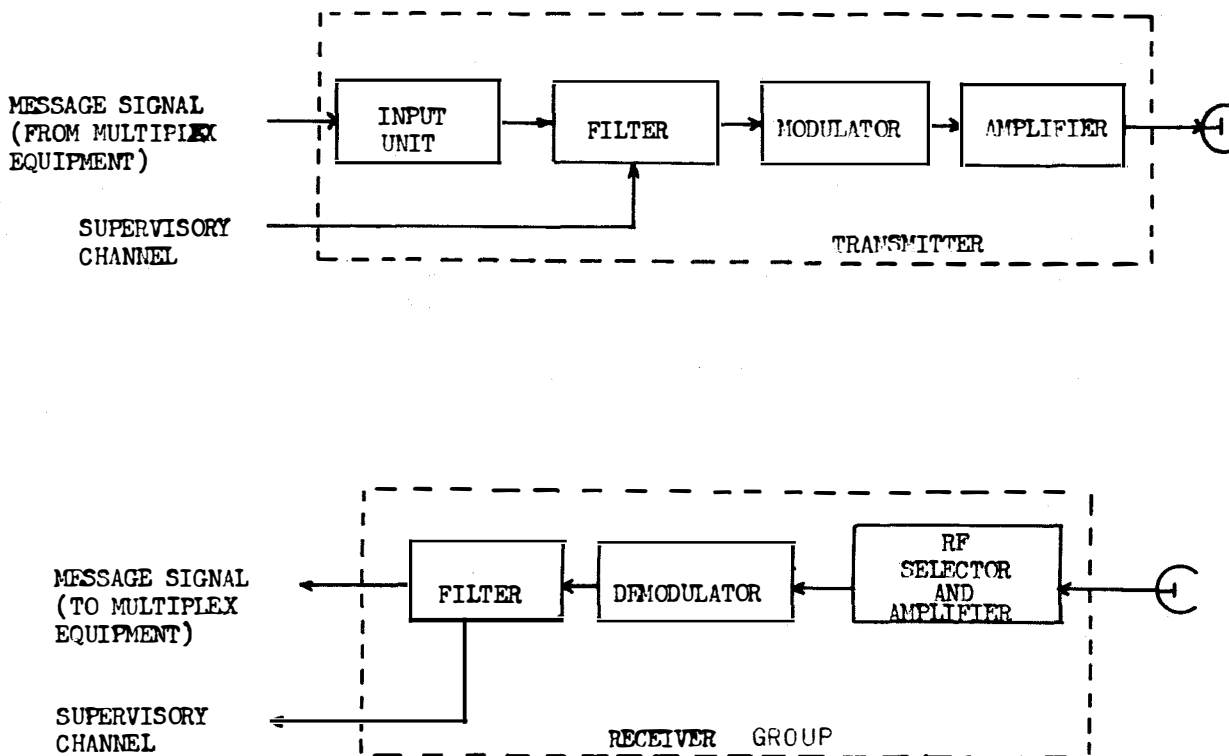 MESSAGE SIGNAL
(FROM MULTIPLEX
EQUIPMENT)
INPUT
UNIT
FILTER
MODULATOR
AMPLIFIER
SUPERVISORY
CHANNEL
TRANSMITTER
MESSAGE SIGNAL
(TO MULTIPLEX
EQUIPMENT)
FILTER
DEMODULATOR
RF
SELECTOR
AND
AMPLIFIER
SUPERVISORY
CHANNEL
RECEIVER GROUP